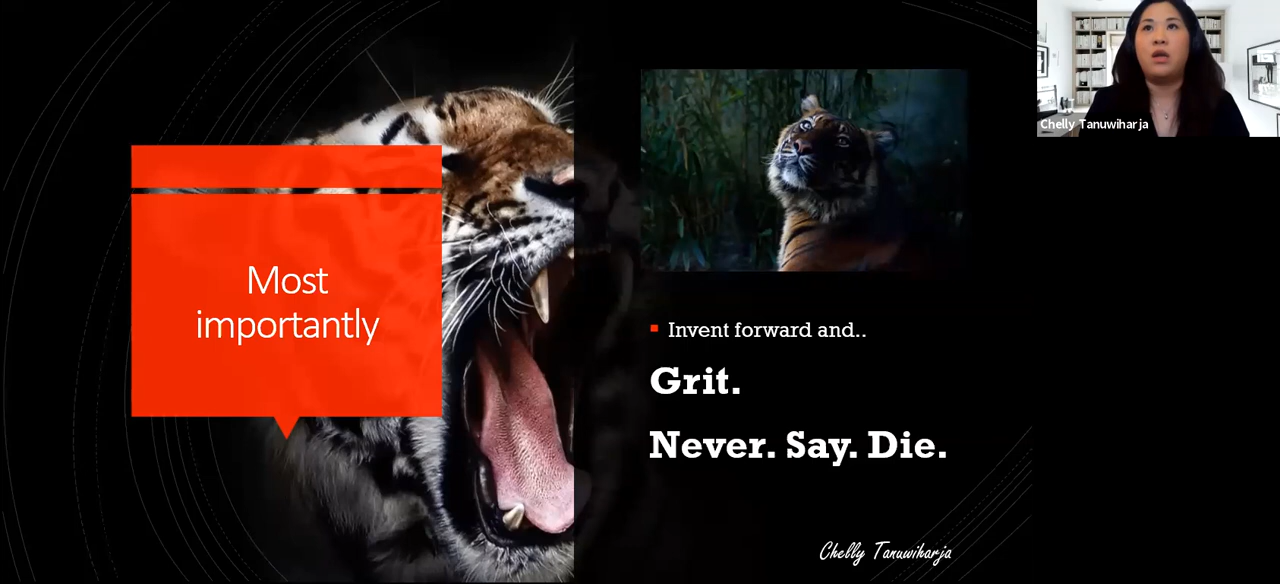 Most
importantly
Invent forward and..
Grit.
Never. Say. Die.
Chelly Tanuwiharja
Chelly Tanuwiharja